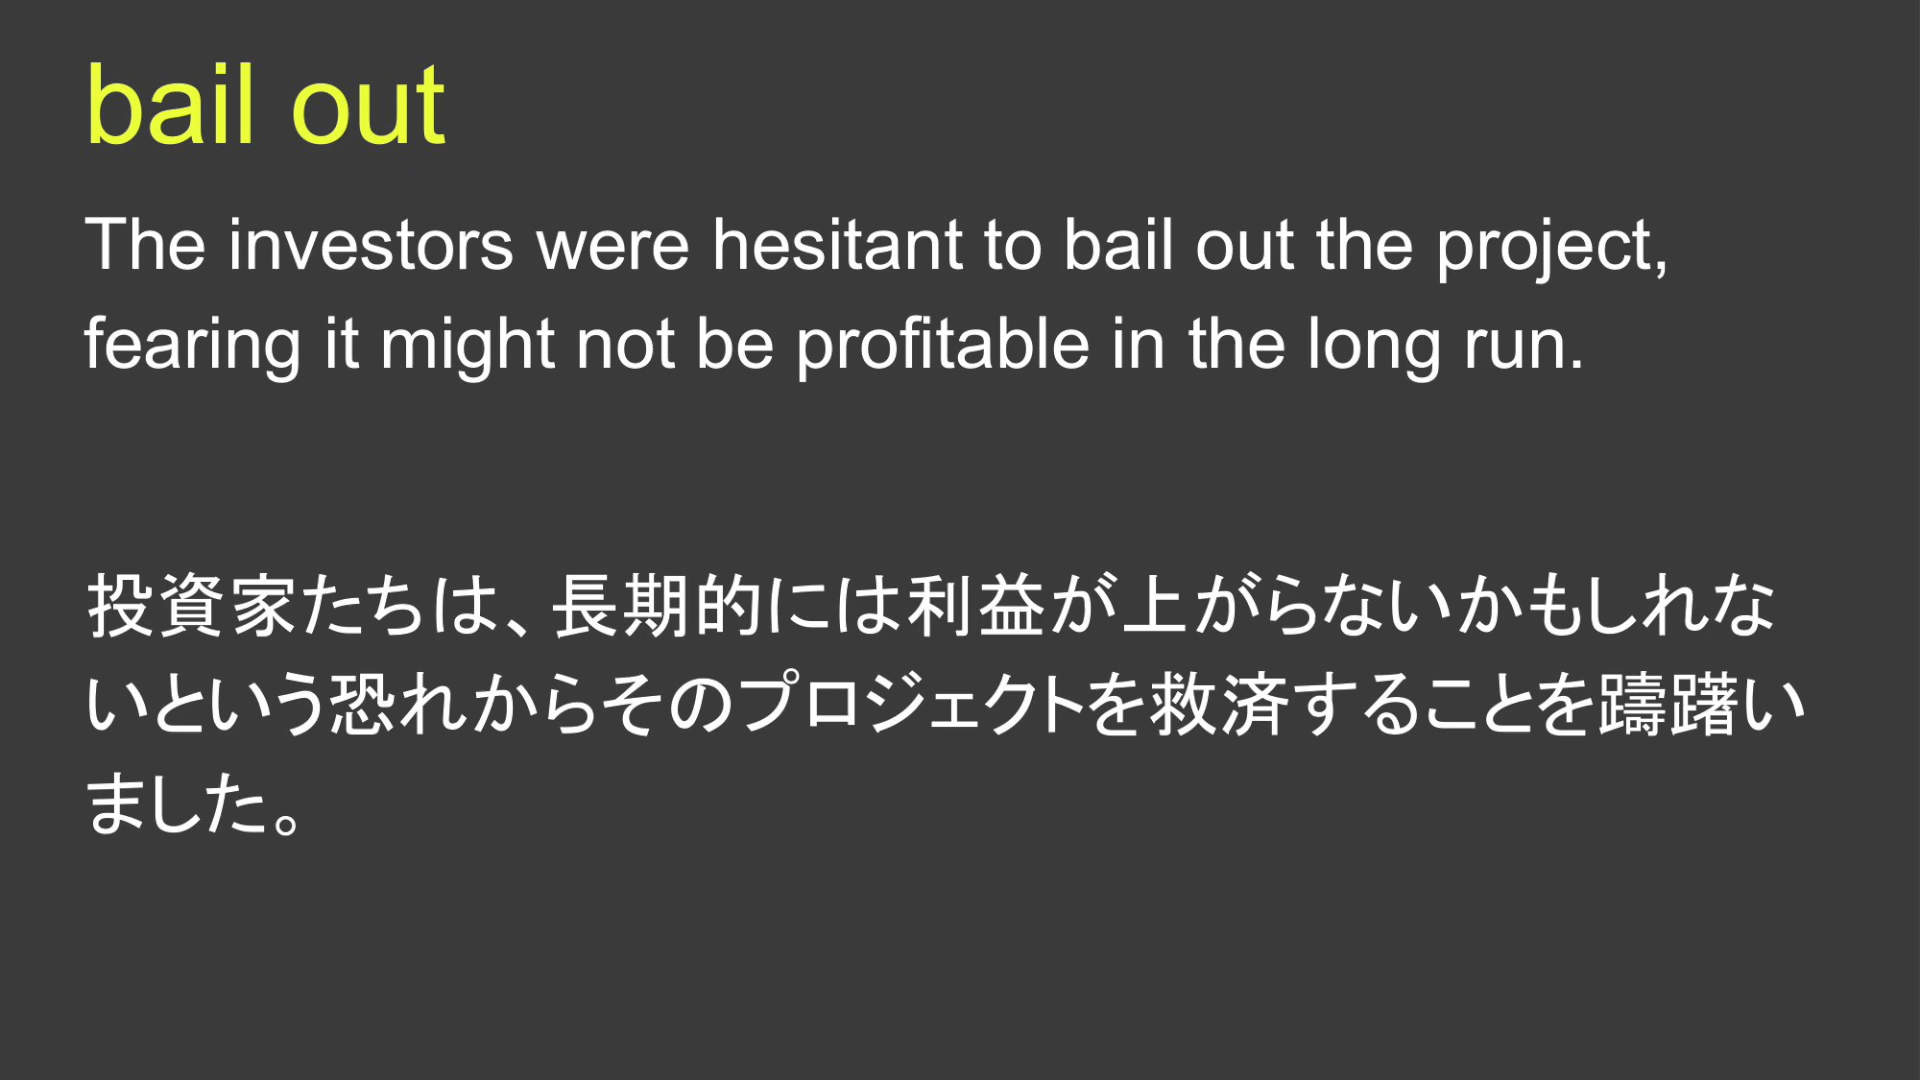 bail out
The investors were hesitant to bail out the project,
fearing it might not be profitable in the long run.
投資家たちは、長期的には利益が上がらないかもしれな
いという恐れからそのプロジェクトを救済することを躊躇い
ました。